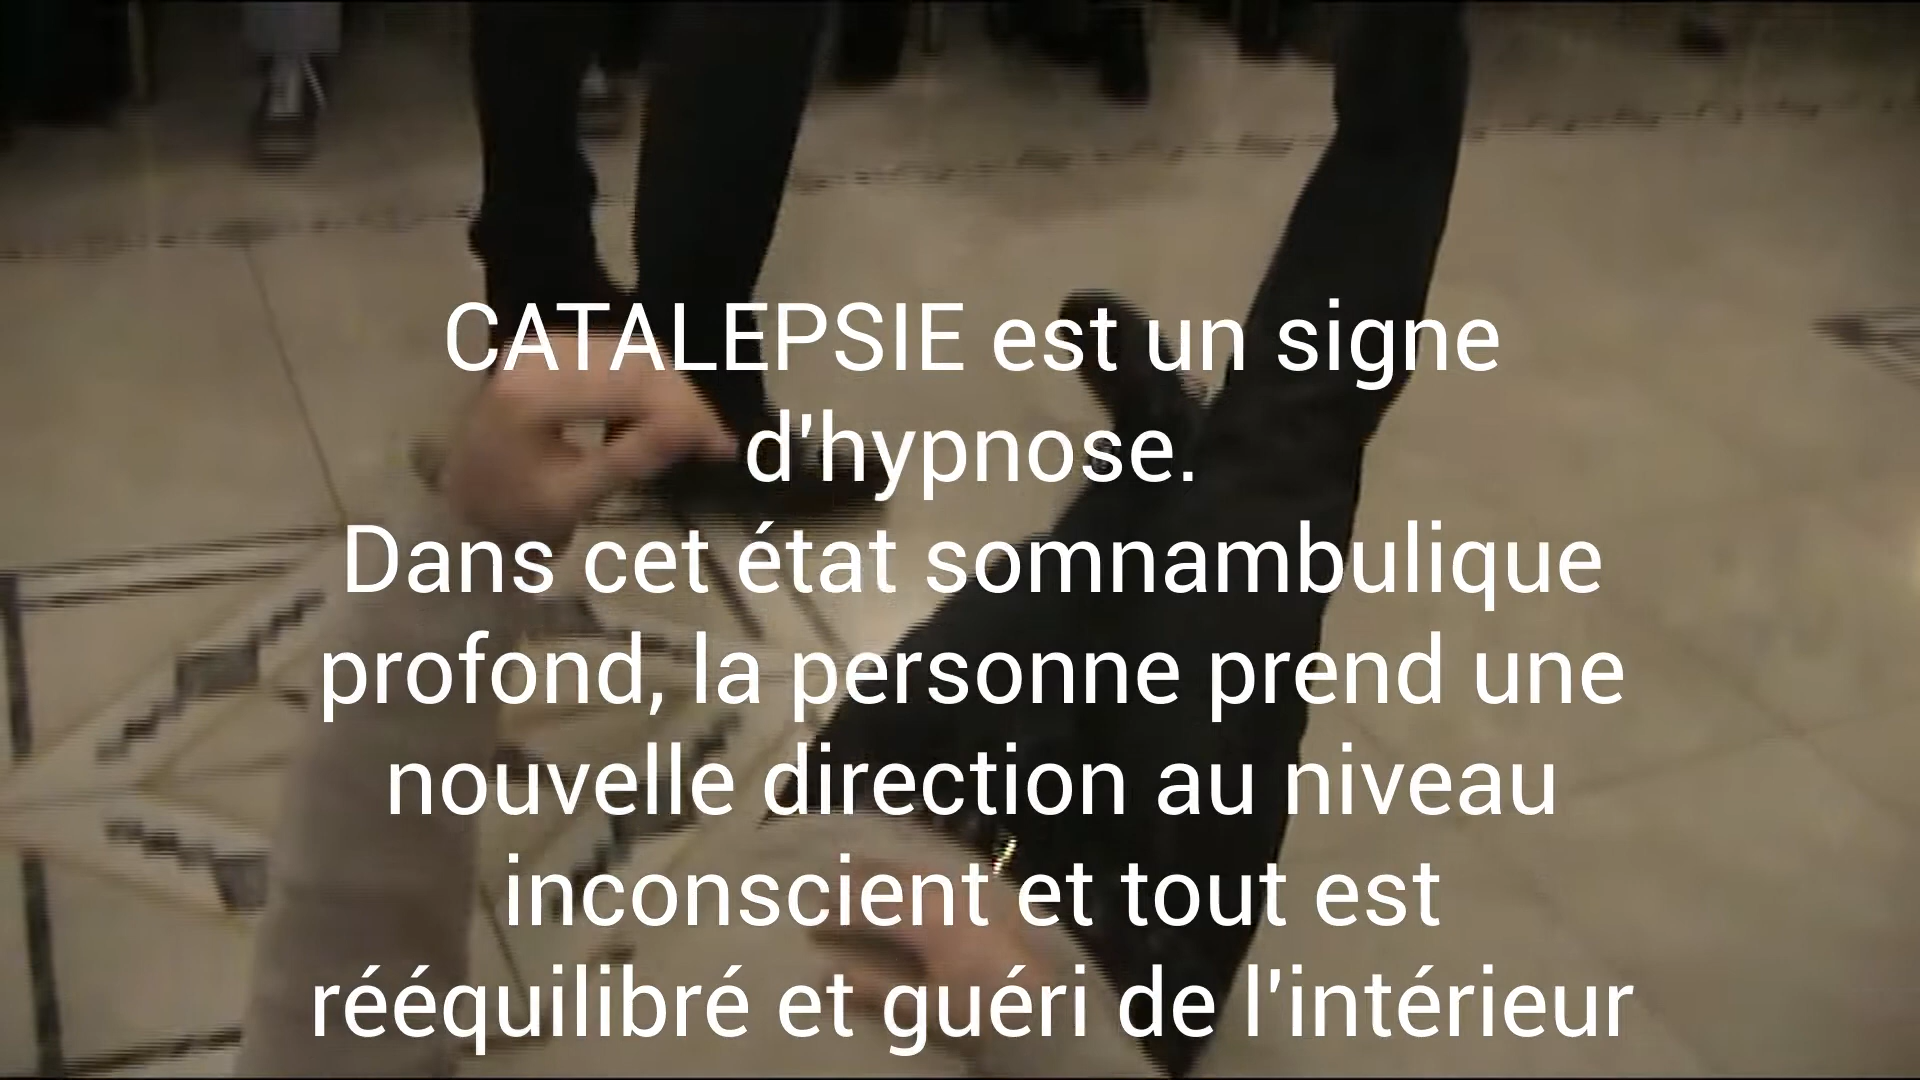 CATALEPSIE est un signe
d'hypnose.
Dans cet état somnambulique
profond, la personne prend une
nouvelle direction au niveau
inconscient et tout est
rééquilibré et guéri de l'intérieur